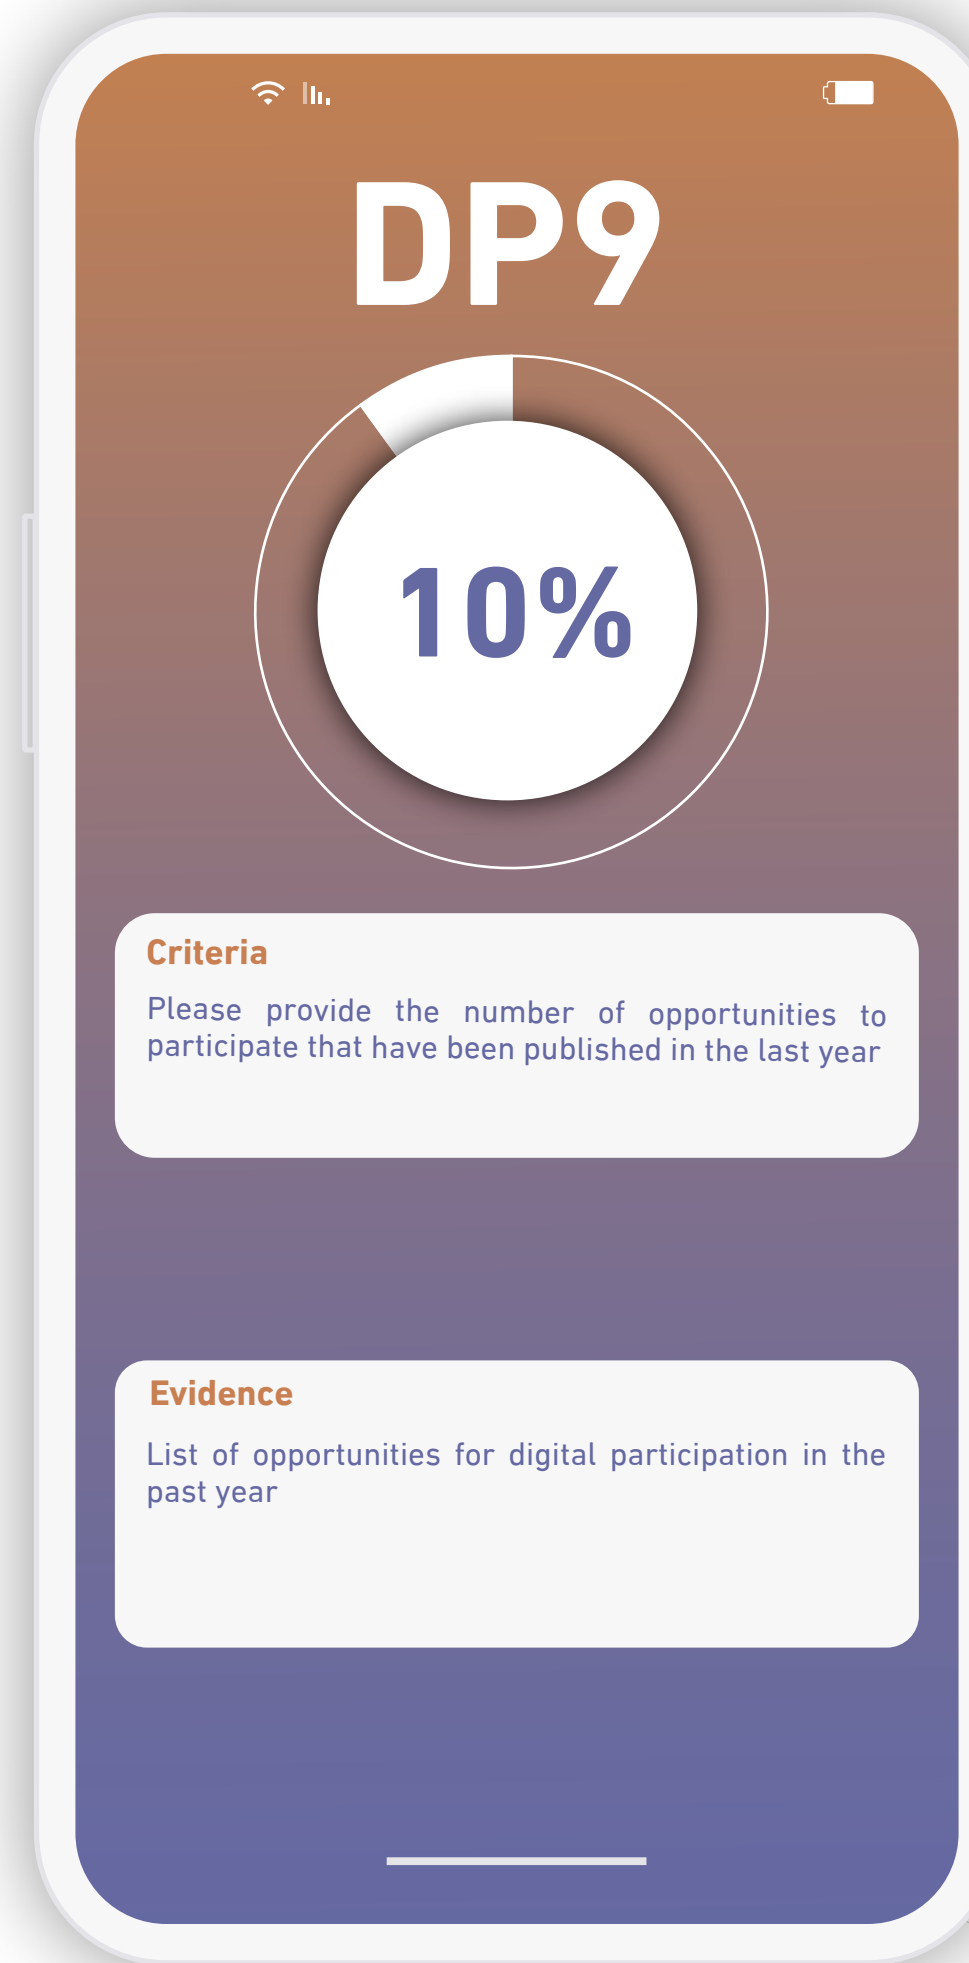 DP9
10%
Criteria
Please provide the number of opportunities to
participate that have been published in the last year
Evidence
List of opportunities for digital participation in the
past year